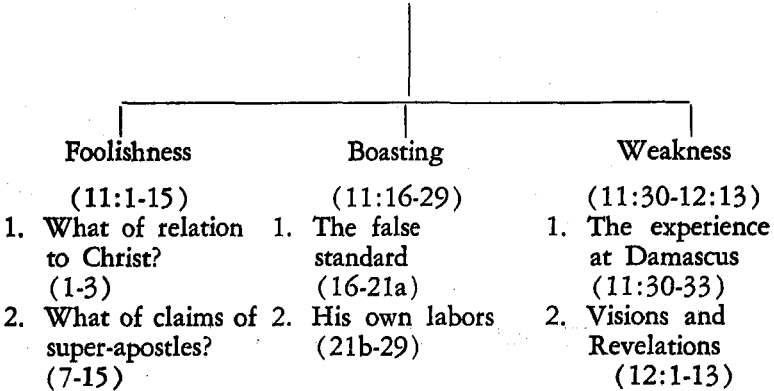 Foolishness
(11:1-15)
1. What of relation
to Christ?
(1-3)
2. What of claims of
super-apostles?
(7-15)
Boasting
(11:16-29)
1. The false
standard
(16-21a)
2. His own labors
(21b-29)
Weakness
(11:30-12:13)
1. The experience
at Damascus
(11:30-33)
2. Visions and
Revelations
(12:1-13)